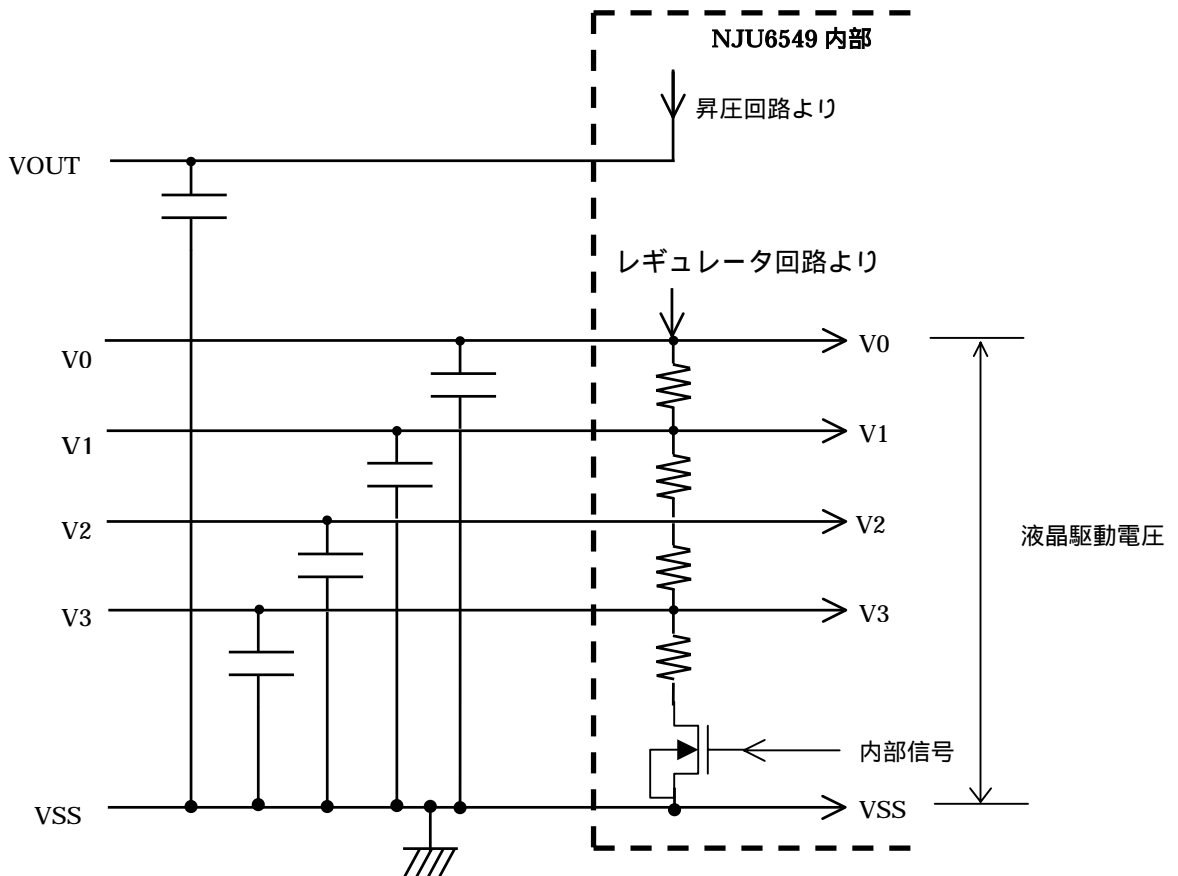 NJU6549 内部
昇圧回路より
VOUT
レギュレータ回路より
V0
V0
V1
V1
V2
V2
液晶駆動電圧
V3
V3
内部信号
VSS
VSS